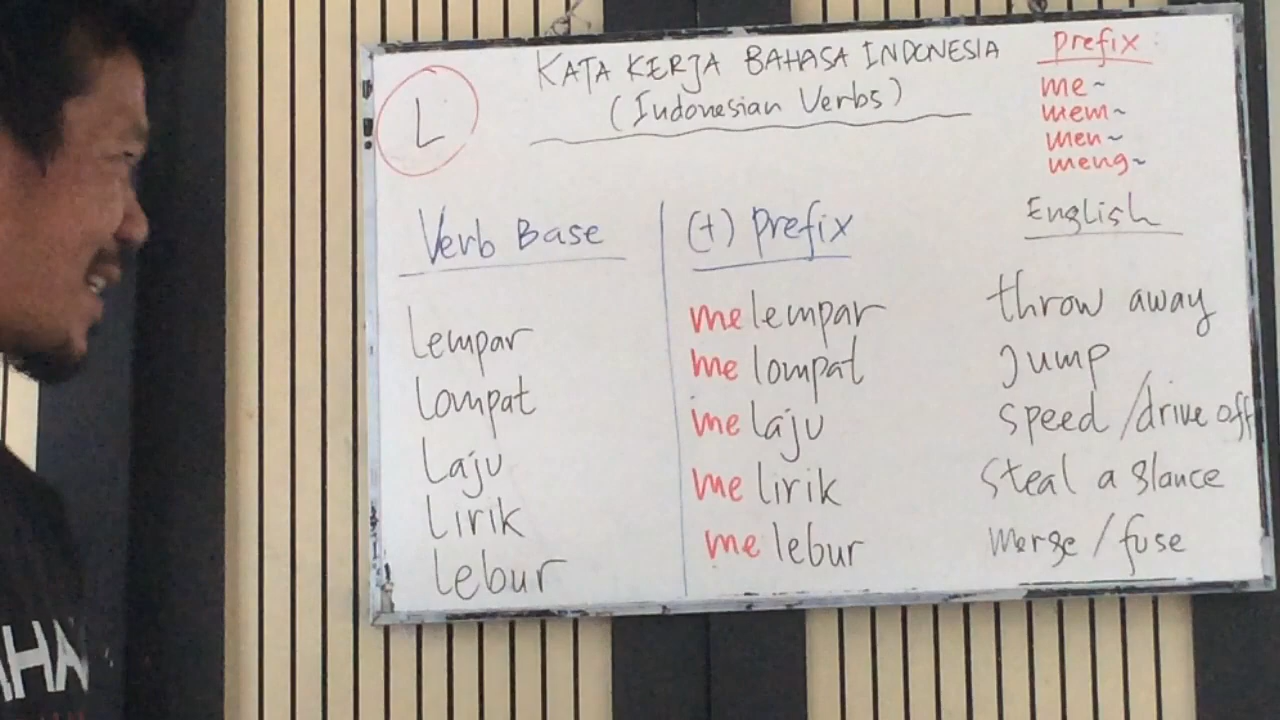 L
KATA KERJA BAHASA INDONESIA
(Indonesian Verbs)
Prefix:
me~
mem~
men~
meng~
Verb Base (+) Prefix English
Lempar melempar throw away
Lompat melompat Jump
Laju melaju speed/drive off
Lirik melirik Steal a glance
Lebur melebur Merge/fuse